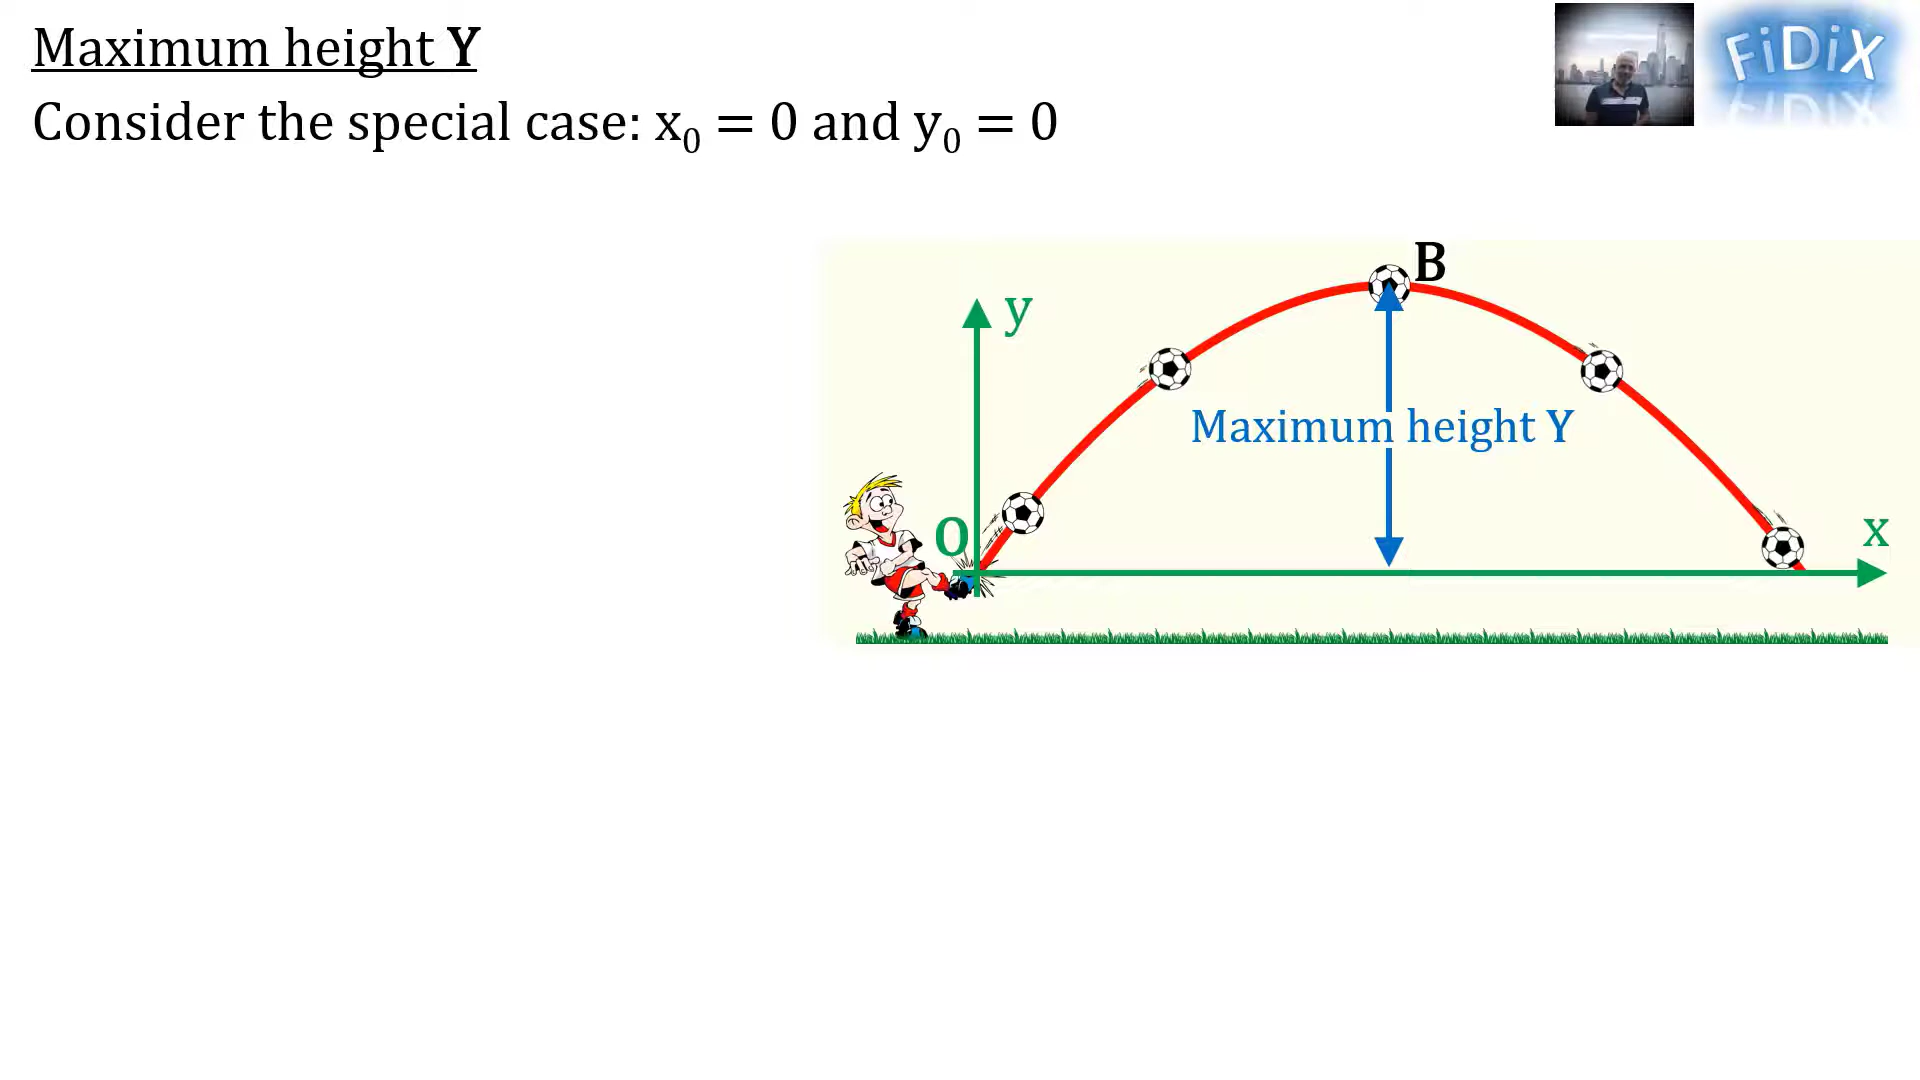 Maximum height Y
Consider the special case: x₀ = 0 and y₀ = 0
FiDiX
B
y
Maximum height Y
O
x